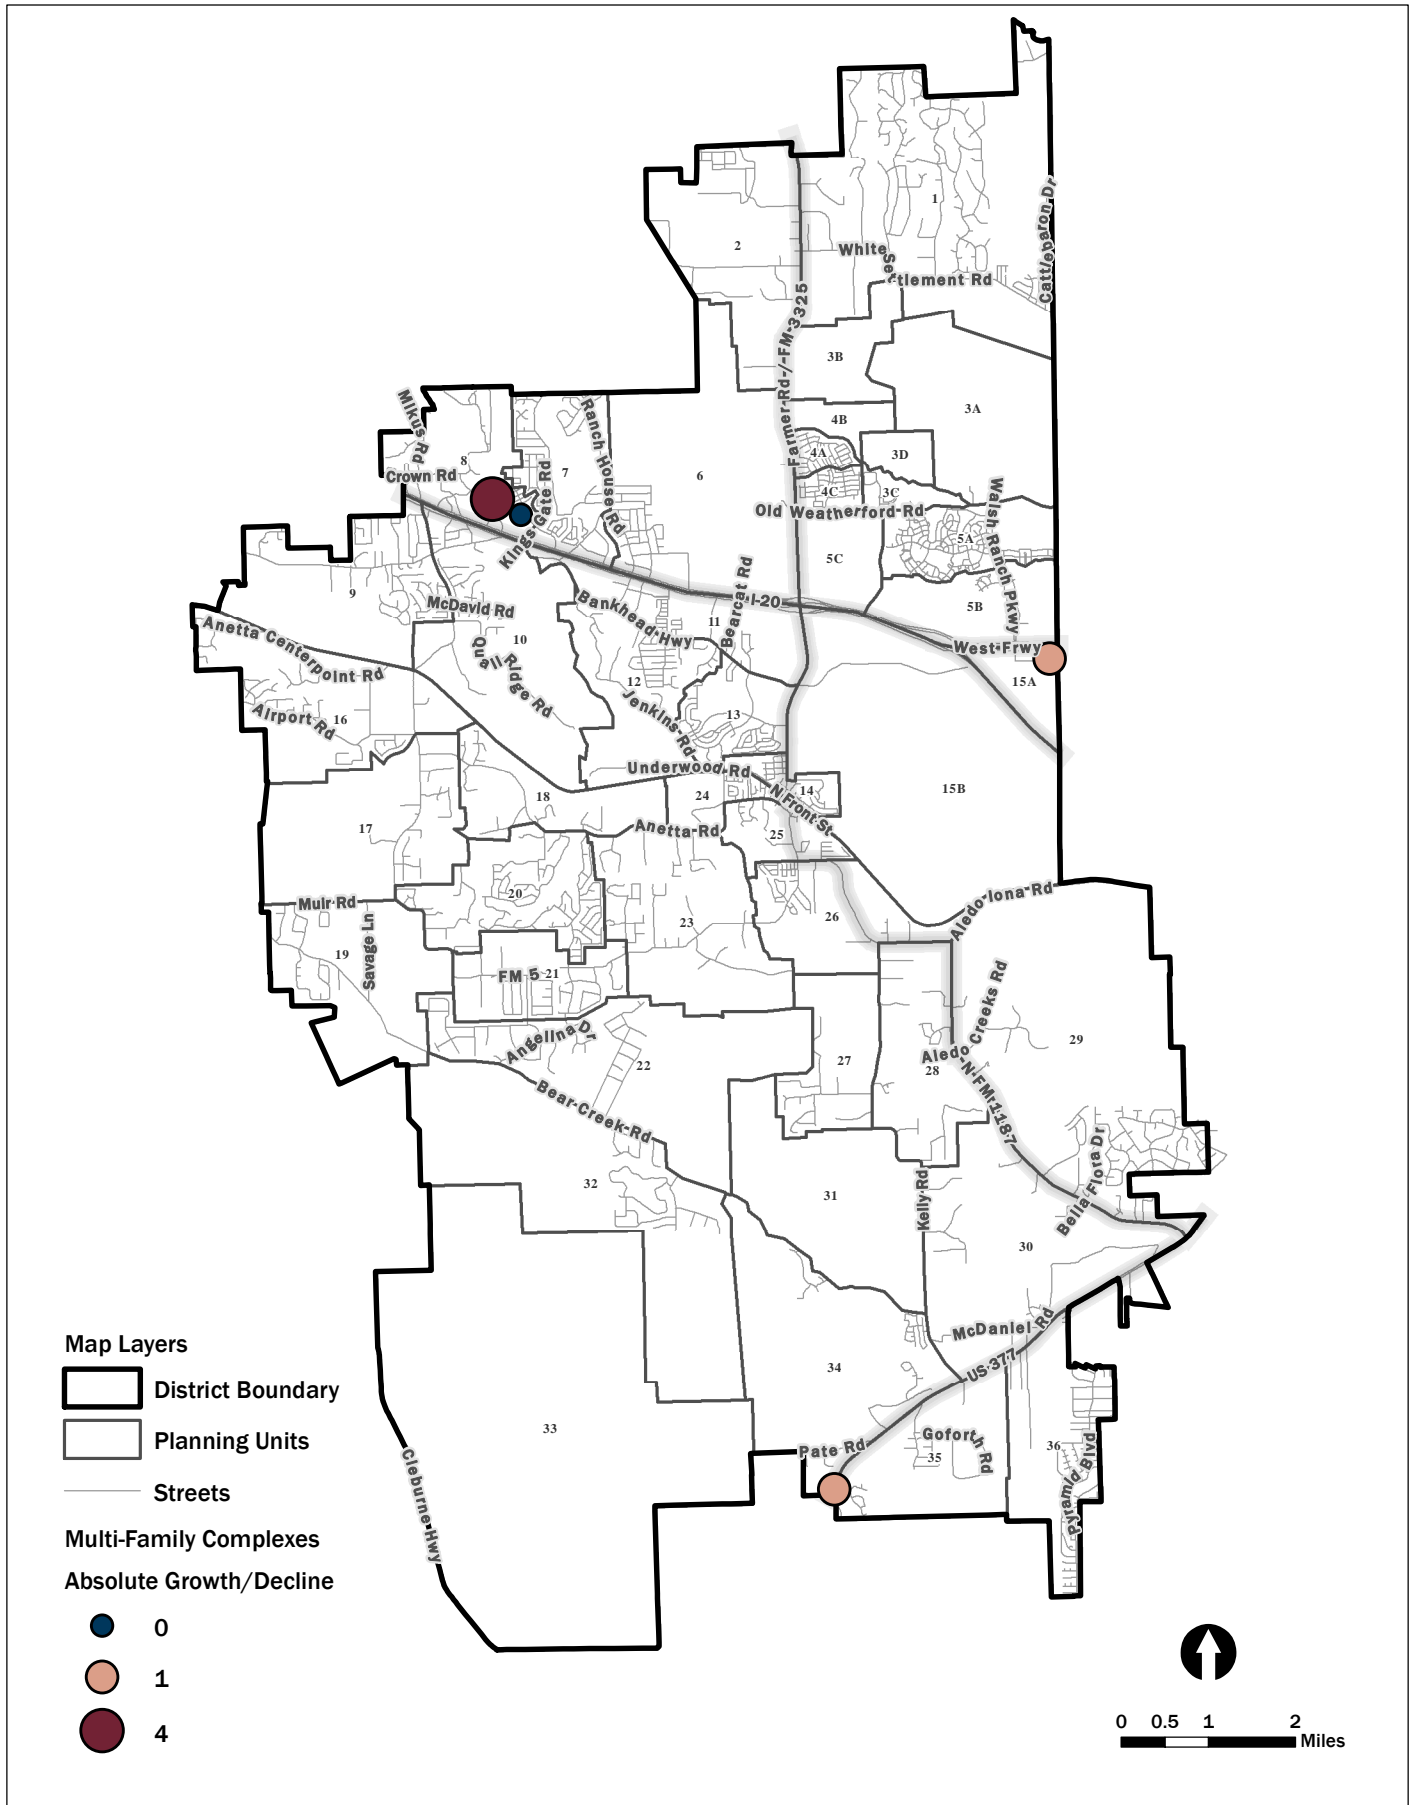 1
2
White Settlement Rd
Cattlebaron Dr
Farmer Rd / FM 3325
3B
3A
4B
4A
3D
4C
3C
Mikus Rd
Ranch House Rd
8
7
6
Crown Rd
Kings Gate Rd
Old Weatherford Rd
Walsh Ranch Pkwy
5A
5C
5B
9
McDavid Rd
Bankhead Hwy
Bearcat Rd
I-20
11
10
Anetta Centerpoint Rd
Quail Ridge Rd
West Frwy
15A
12
Jenkins Rd
13
Airport Rd
16
Underwood Rd
15B
18
24
14
N Front St
17
Anetta Rd
25
20
Muir Rd
Aledo Iona Rd
26
23
19
Savage Ln
FM 5
21
Aledo Creeks Rd
29
Angelina Dr
22
27
28
N FM 1187
Bear Creek Rd
Bella Flora Dr
32
31
Kelly Rd
30
McDaniel Rd
34
US 377
33
Pate Rd
Goforth Rd
35
36
Pyramid Blvd
Cleburne Hwy
Map Layers
District Boundary
Planning Units
Streets
Multi-Family Complexes
Absolute Growth/Decline
0
1
4
0 0.5 1 2
Miles